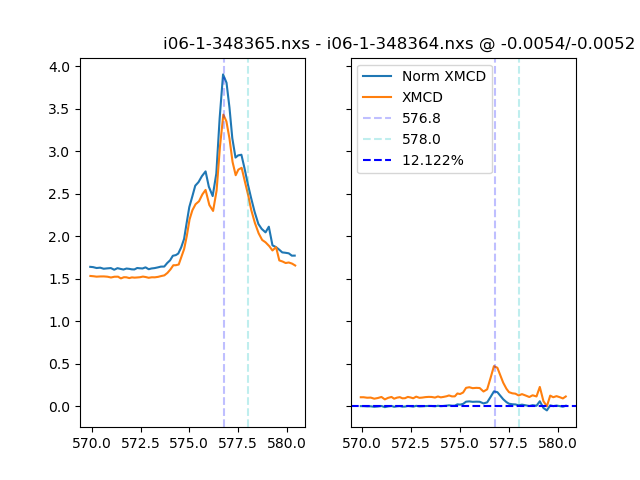 i06-1-348365.nxs - i06-1-348364.nxs @ -0.0054/-0.0052
4.0
3.5
3.0
2.5
2.0
1.5
1.0
0.5
0.0
570.0 572.5 575.0 577.5 580.0
Norm XMCD
XMCD
576.8
578.0
12.122%
570.0 572.5 575.0 577.5 580.0